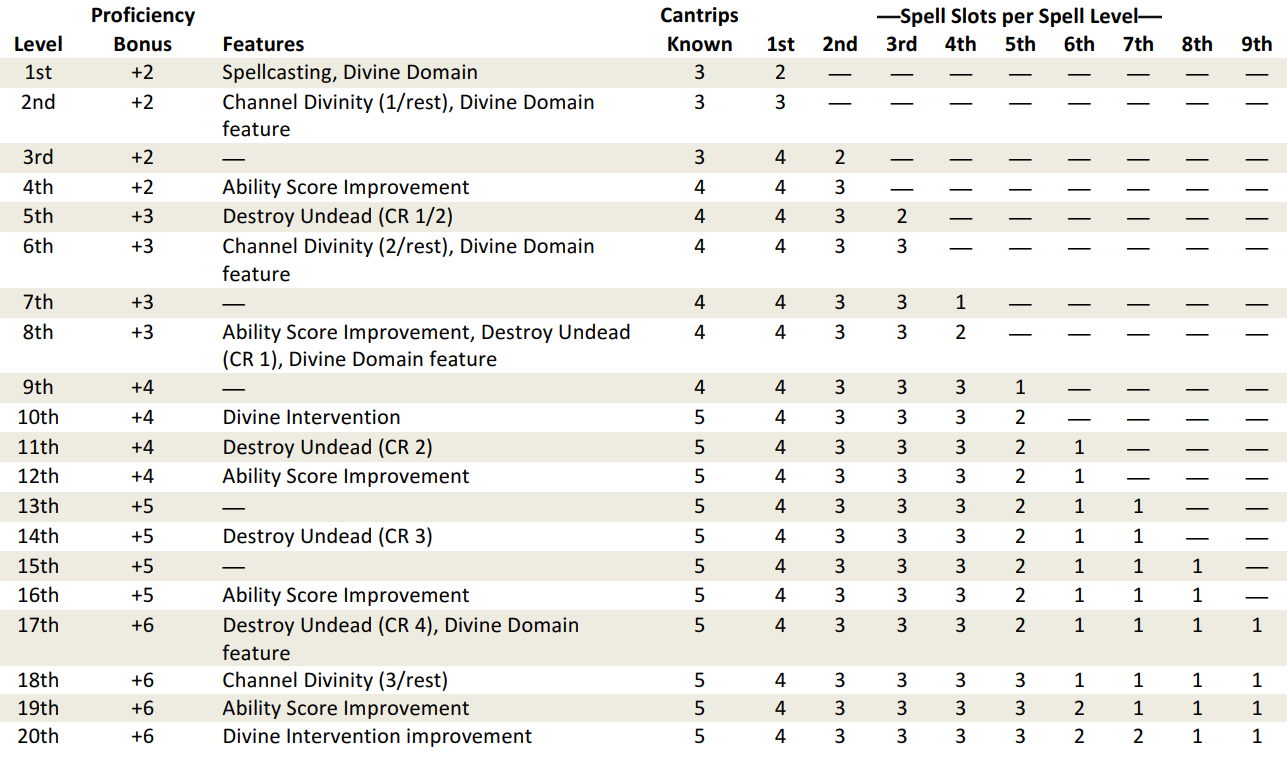 Proficiency Cantrips —Spell Slots per Spell Level—
Level Bonus Features Known 1st 2nd 3rd 4th 5th 6th 7th 8th 9th
1st +2 Spellcasting, Divine Domain 3 2 — — — — — — — —
2nd +2 Channel Divinity (1/rest), Divine Domain 3 3 — — — — — — — —
feature
3rd +2 — 3 4 2 — — — — — — —
4th +2 Ability Score Improvement 4 4 3 — — — — — — —
5th +3 Destroy Undead (CR 1/2) 4 4 3 2 — — — — — —
6th +3 Channel Divinity (2/rest), Divine Domain 4 4 3 3 — — — — — —
feature
7th +3 — 4 4 3 3 1 — — — — —
8th +3 Ability Score Improvement, Destroy Undead 4 4 3 3 2 — — — — —
(CR 1), Divine Domain feature
9th +4 — 4 4 3 3 3 1 — — — —
10th +4 Divine Intervention 5 4 3 3 3 2 — — — —
11th +4 Destroy Undead (CR 2) 5 4 3 3 3 2 1 — — —
12th +4 Ability Score Improvement 5 4 3 3 3 2 1 — — —
13th +5 — 5 4 3 3 3 2 1 1 — —
14th +5 Destroy Undead (CR 3) 5 4 3 3 3 2 1 1 — —
15th +5 — 5 4 3 3 3 2 1 1 1 —
16th +5 Ability Score Improvement 5 4 3 3 3 2 1 1 1 —
17th +6 Destroy Undead (CR 4), Divine Domain 5 4 3 3 3 2 1 1 1 1
feature
18th +6 Channel Divinity (3/rest) 5 4 3 3 3 3 1 1 1 1
19th +6 Ability Score Improvement 5 4 3 3 3 3 2 1 1 1
20th +6 Divine Intervention improvement 5 4 3 3 3 3 2 2 1 1